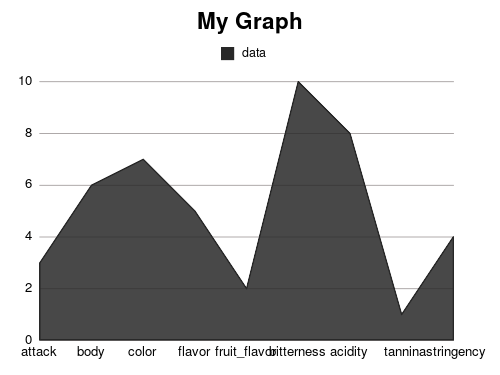 My Graph
data
10
8
6
4
2
0
attack body color flavor fruit_flavor bitterness acidity tannin astringency